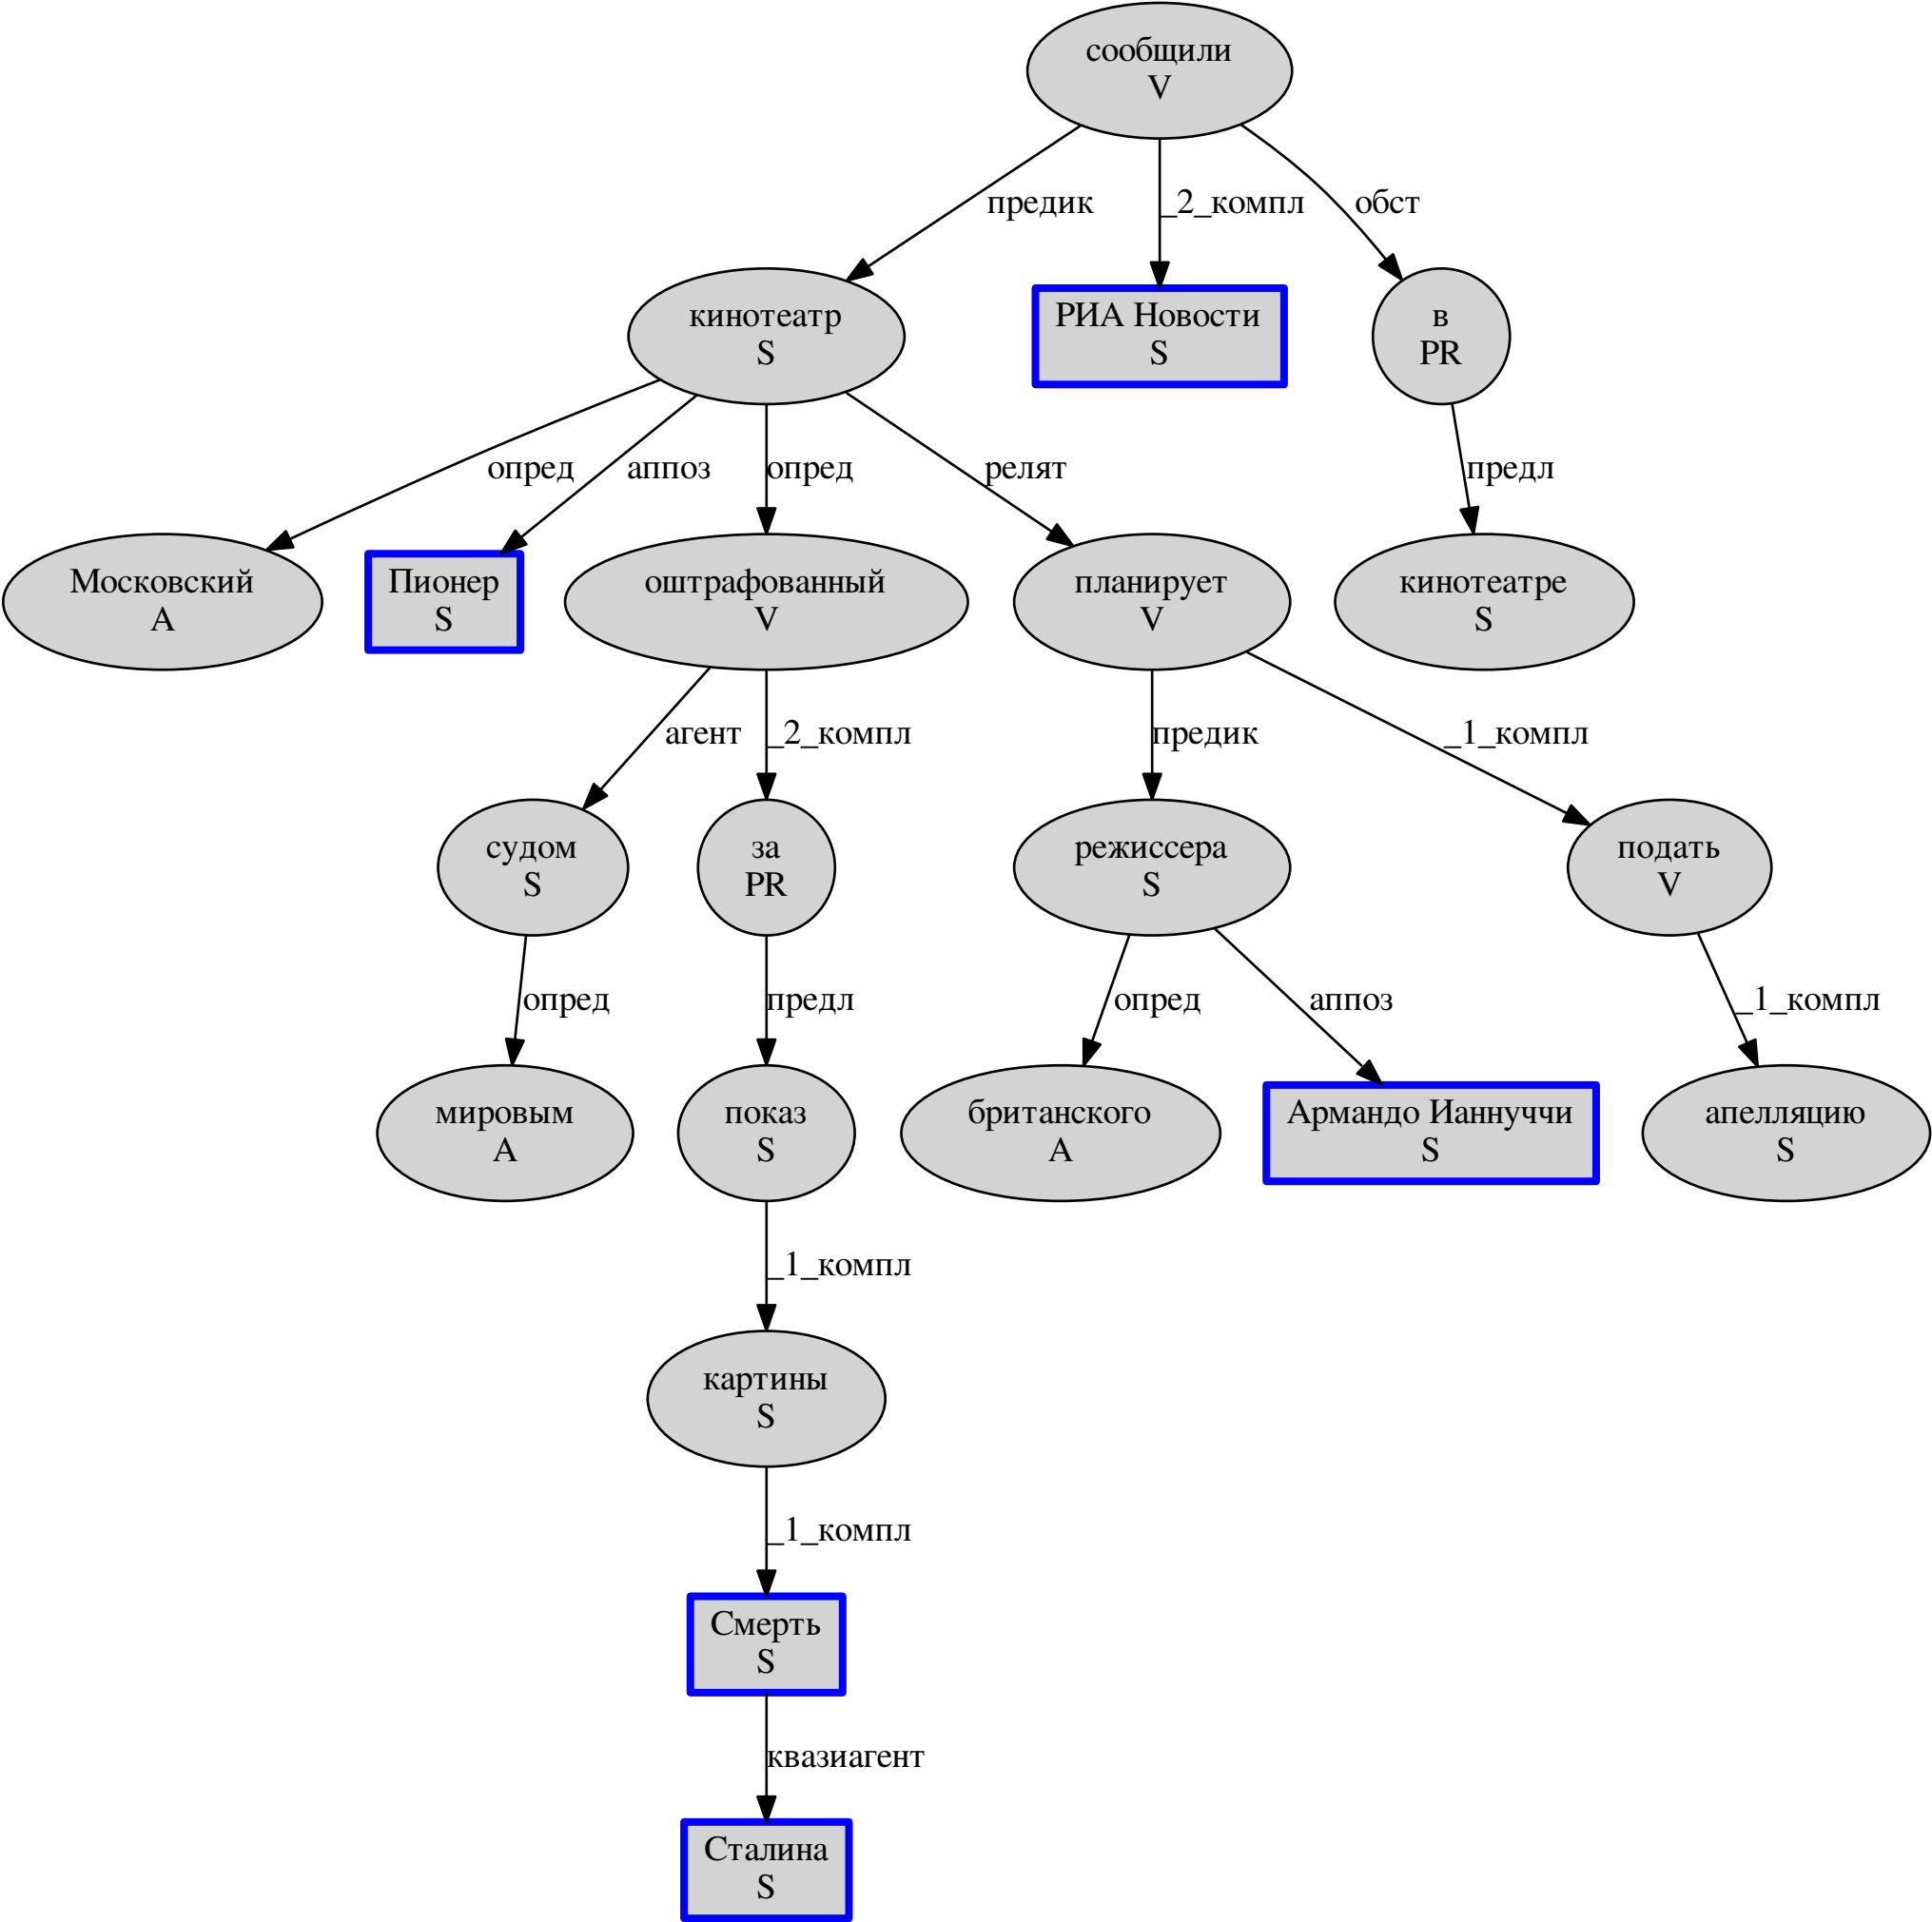 сообщили
V
предик
_2_компл
обст
кинотеатр
S
РИА Новости
S
в
PR
опред
аппоз
опред
релят
предл
Московский
A
Пионер
S
оштрафованный
V
планирует
V
кинотеатре
S
агент
_2_компл
предик
_1_компл
судом
S
за
PR
режиссера
S
подать
V
опред
предл
опред
аппоз
_1_компл
мировым
A
показ
S
британского
A
Армандо Ианнуччи
S
апелляцию
S
_1_компл
картины
S
_1_компл
Смерть
S
квазиагент
Сталина
S